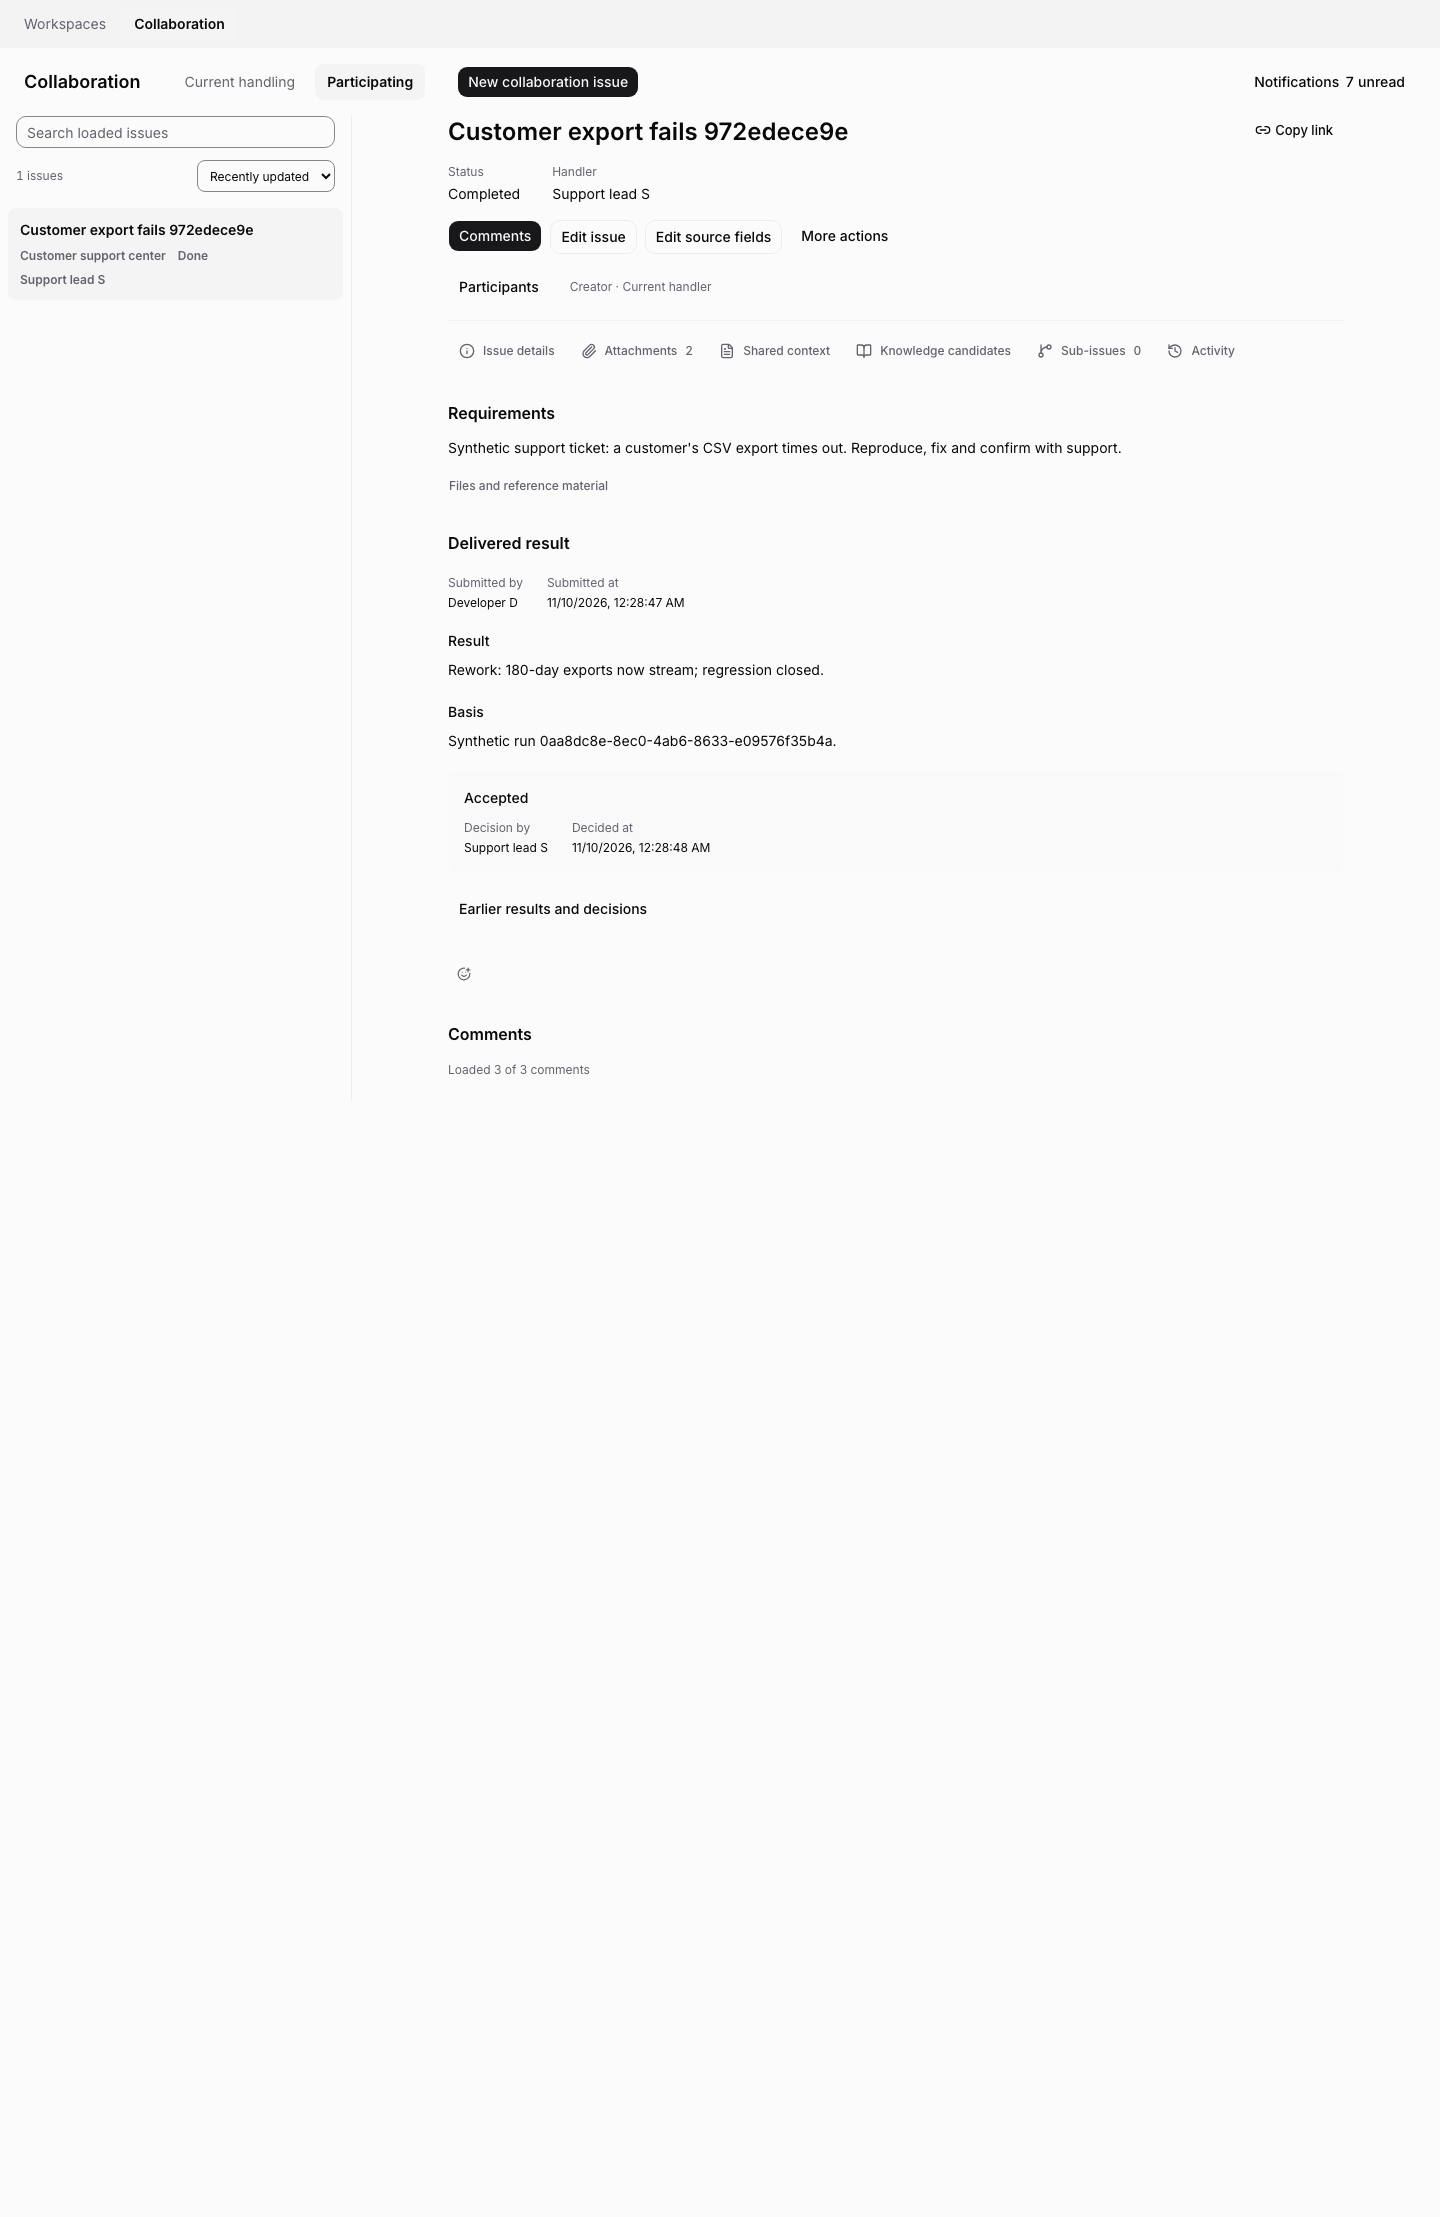 Workspaces Collaboration
Collaboration Current handling Participating New collaboration issue Notifications 7 unread
Search loaded issues
1 issues Recently updated
Customer export fails 972edece9e
Customer support center Done
Support lead S
Customer export fails 972edece9e Copy link
Status Handler
Completed Support lead S
Comments Edit issue Edit source fields More actions
Participants Creator · Current handler
Issue details Attachments 2 Shared context Knowledge candidates Sub-issues 0 Activity
Requirements
Synthetic support ticket: a customer's CSV export times out. Reproduce, fix and confirm with support.
Files and reference material
Delivered result
Submitted by Submitted at
Developer D 11/10/2026, 12:28:47 AM
Result
Rework: 180-day exports now stream; regression closed.
Basis
Synthetic run 0aa8dc8e-8ec0-4ab6-8633-e09576f35b4a.
Accepted
Decision by Decided at
Support lead S 11/10/2026, 12:28:48 AM
Earlier results and decisions
Comments
Loaded 3 of 3 comments